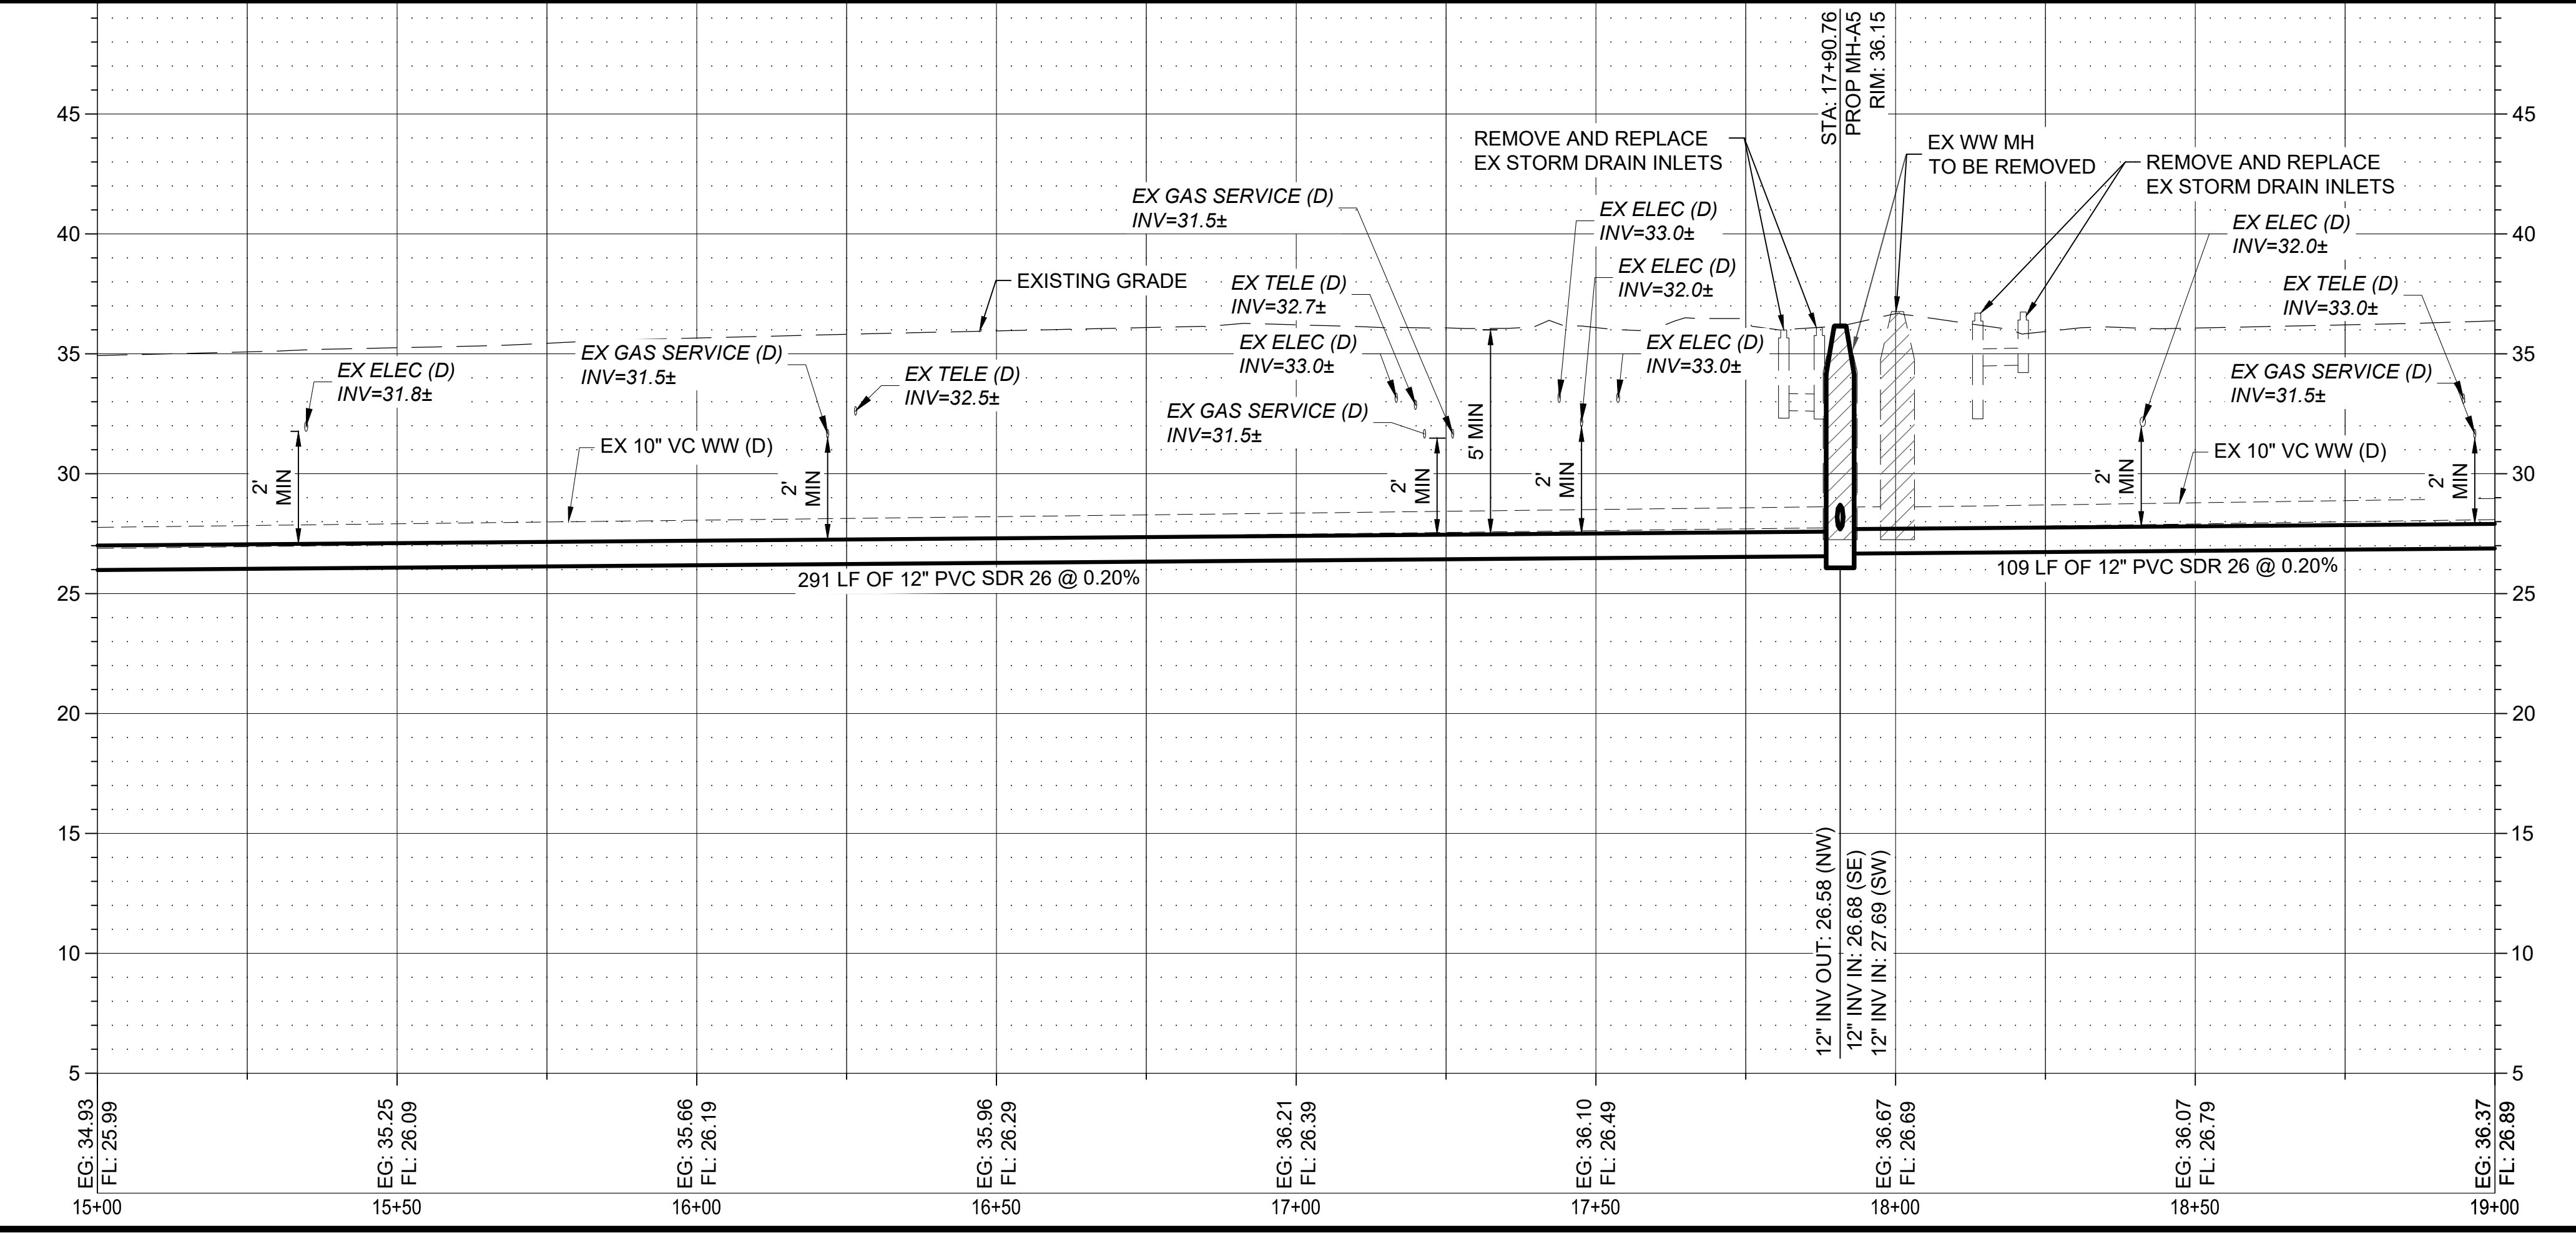 STA: 17+90.76
PROP MH-A5
RIM: 36.15
45
45
REMOVE AND REPLACE
EX STORM DRAIN INLETS
EX WW MH
TO BE REMOVED
REMOVE AND REPLACE
EX STORM DRAIN INLETS
EX GAS SERVICE (D)
INV=31.5±
EX ELEC (D)
INV=33.0±
EX ELEC (D)
INV=32.0±
40
40
EX ELEC (D)
INV=32.0±
EXISTING GRADE
EX TELE (D)
INV=32.7±
EX TELE (D)
INV=33.0±
35
35
EX ELEC (D)
INV=31.8±
EX GAS SERVICE (D)
INV=31.5±
EX TELE (D)
INV=32.5±
EX ELEC (D)
INV=33.0±
EX ELEC (D)
INV=33.0±
EX GAS SERVICE (D)
INV=31.5±
EX GAS SERVICE (D)
INV=31.5±
EX 10" VC WW (D)
EX 10" VC WW (D)
30
30
2'
MIN
2'
MIN
2'
MIN
5' MIN
2'
MIN
2'
MIN
2'
MIN
291 LF OF 12" PVC SDR 26 @ 0.20%
109 LF OF 12" PVC SDR 26 @ 0.20%
25
25
20
20
15
15
12" INV OUT: 26.58 (NW)
12" INV IN: 26.68 (SE)
12" INV IN: 27.69 (SW)
10
10
5
5
EG: 34.93
FL: 25.99
EG: 35.25
FL: 26.09
EG: 35.66
FL: 26.19
EG: 35.96
FL: 26.29
EG: 36.21
FL: 26.39
EG: 36.10
FL: 26.49
EG: 36.67
FL: 26.69
EG: 36.07
FL: 26.79
EG: 36.37
FL: 26.89
15+00
15+50
16+00
16+50
17+00
17+50
18+00
18+50
19+00